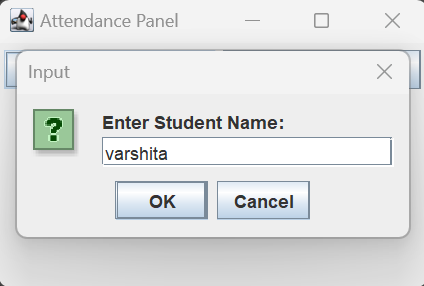 Attendance Panel
Input
?
Enter Student Name:
varshita
OK Cancel